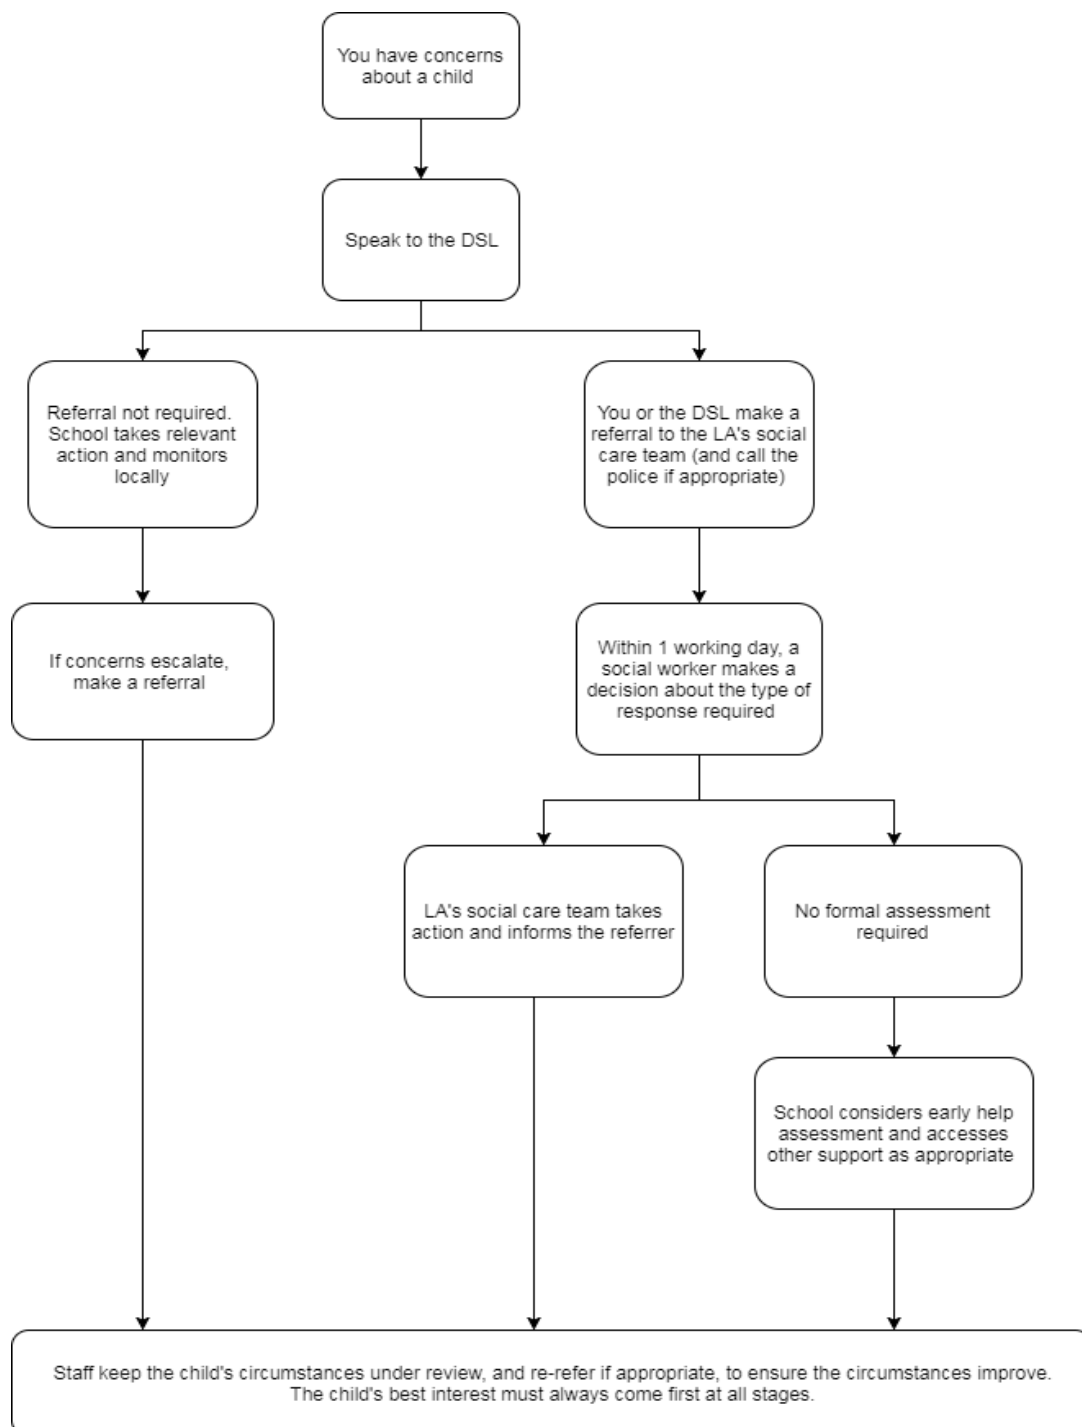 You have concerns
about a child
Speak to the DSL
Referral not required.
School takes relevant
action and monitors
locally
You or the DSL make a
referral to the LA's social
care team (and call the
police if appropriate)
If concerns escalate,
make a referral
Within 1 working day, a
social worker makes a
decision about the type of
response required
LA's social care team takes
action and informs the referrer
No formal assessment
required
School considers early help
assessment and accesses
other support as appropriate
Staff keep the child's circumstances under review, and re-refer if appropriate, to ensure the circumstances improve.
The child's best interest must always come first at all stages.